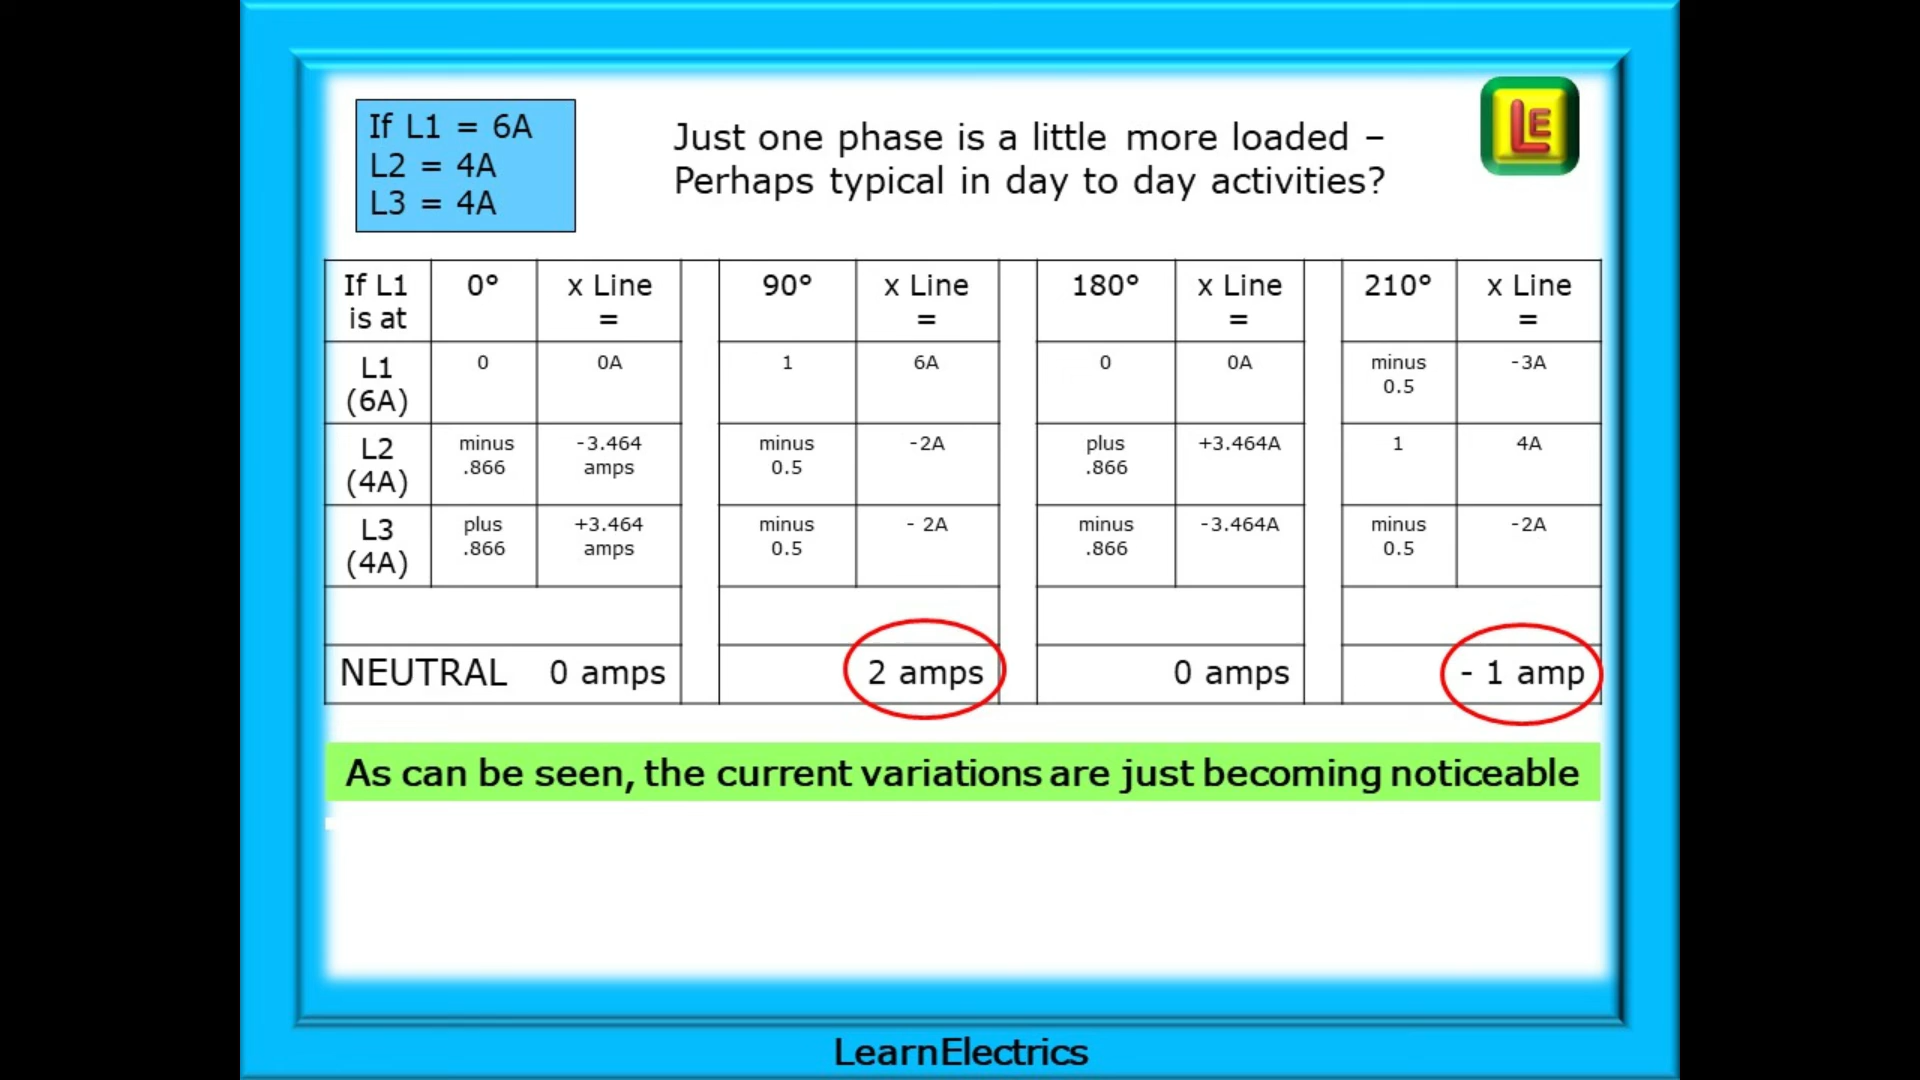 If L1 = 6A
L2 = 4A
L3 = 4A
Just one phase is a little more loaded –
Perhaps typical in day to day activities?
LE
If L1 is at 0° x Line = 90° x Line = 180° x Line = 210° x Line =
L1 (6A) 0 0A 1 6A 0 0A minus 0.5 -3A
L2 (4A) minus .866 -3.464 amps minus 0.5 -2A plus .866 +3.464A 1 4A
L3 (4A) plus .866 +3.464 amps minus 0.5 - 2A minus .866 -3.464A minus 0.5 -2A
NEUTRAL 0 amps 2 amps 0 amps - 1 amp
As can be seen, the current variations are just becoming noticeable
LearnElectrics